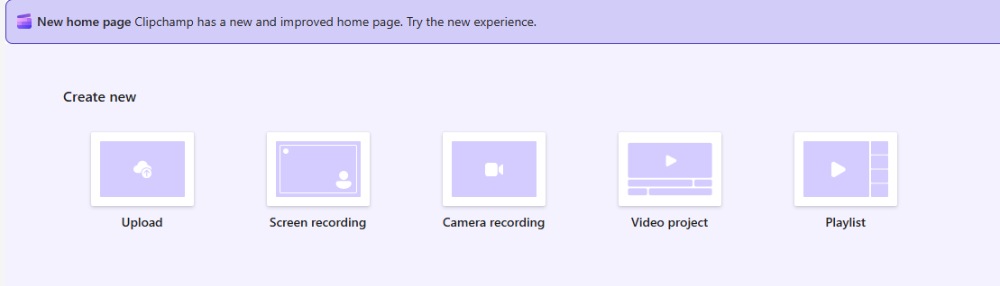 New home page Clipchamp has a new and improved home page. Try the new experience.
Create new
Upload
Screen recording
Camera recording
Video project
Playlist